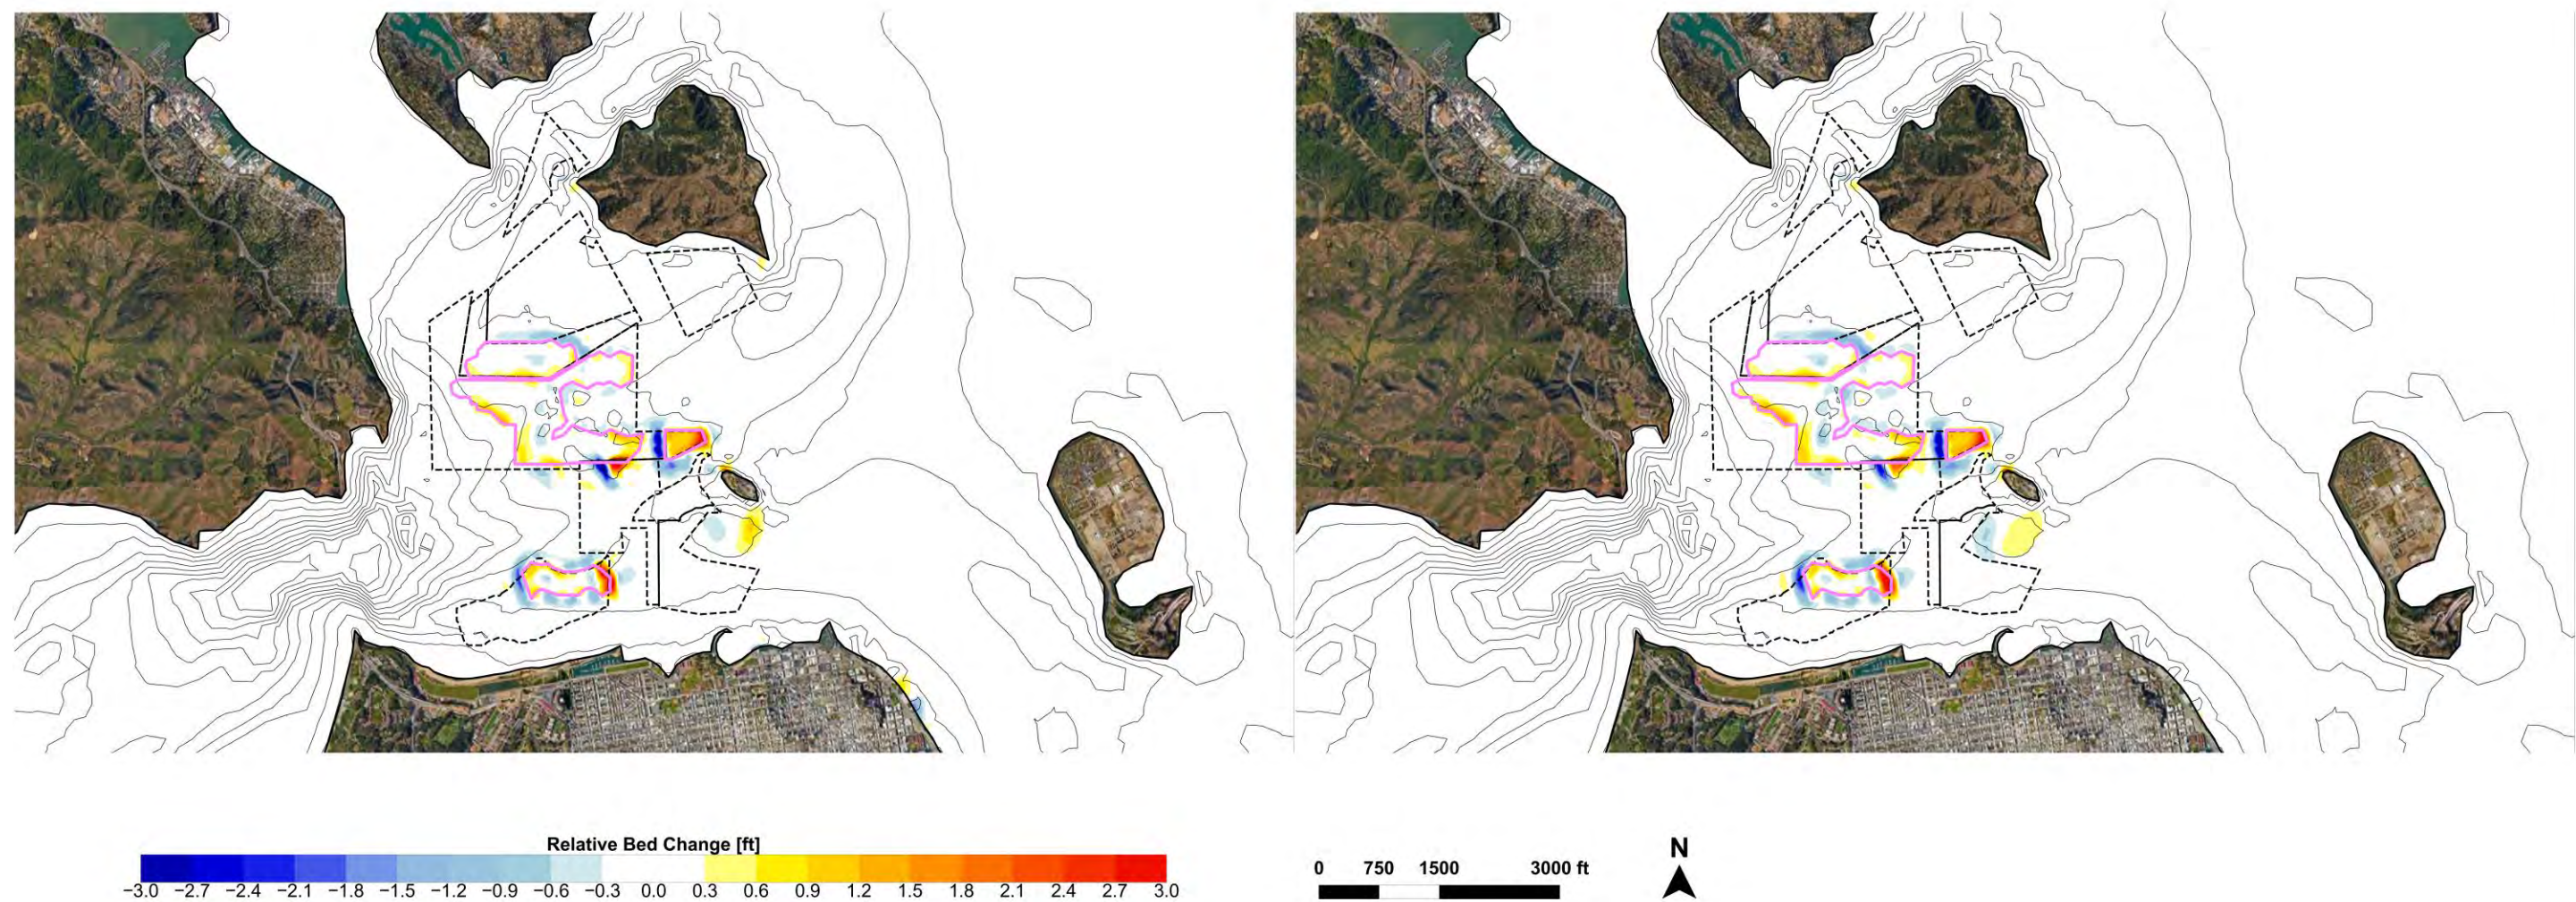 Relative Bed Change [ft]
−3.0 −2.7 −2.4 −2.1 −1.8 −1.5 −1.2 −0.9 −0.6 −0.3 0.0 0.3 0.6 0.9 1.2 1.5 1.8 2.1 2.4 2.7 3.0
0 750 1500 3000 ft
N